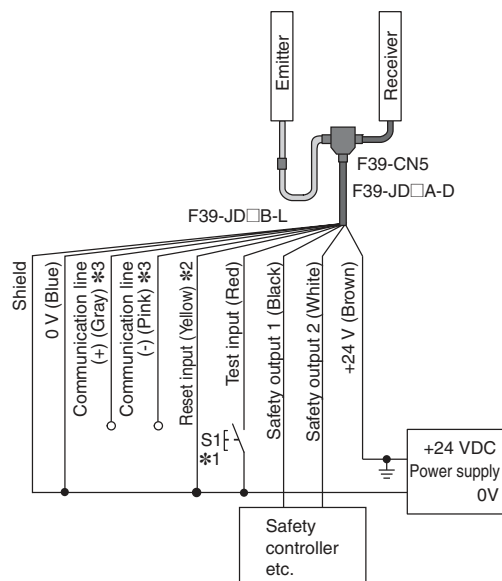 Emitter
Receiver
F39-CN5
F39-JD□A-D
F39-JD□B-L
Shield
0 V (Blue)
Communication line
(+) (Gray) *3
Communication line
(-) (Pink) *3
Reset input (Yellow) *2
Test input (Red)
Safety output 1 (Black)
Safety output 2 (White)
+24 V (Brown)
S1
*1
+24 VDC
Power supply
0V
Safety
controller
etc.